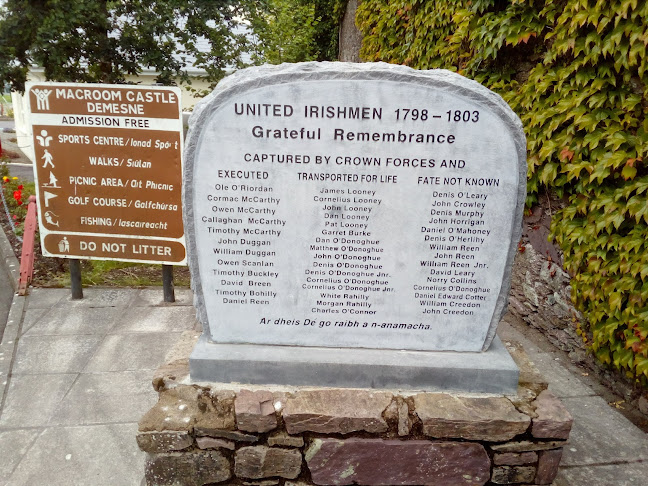 MACROOM CASTLE
DEMESNE
ADMISSION FREE
SPORTS CENTRE/Ionad Spóirt
WALKS/Siúlan
PICNIC AREA/Áit Phicnic
GOLF COURSE/Galfchúrsa
FISHING/Iascaireacht
DO NOT LITTER
UNITED IRISHMEN 1798 – 1803
Grateful Remembrance
CAPTURED BY CROWN FORCES AND
EXECUTED
Ole O'Riordan
Cormac McCarthy
Owen McCarthy
Callaghan McCarthy
Timothy McCarthy
John Duggan
William Duggan
Owen Scanlan
Timothy Buckley
David Breen
Timothy Bohilly
Daniel Reen
TRANSPORTED FOR LIFE
James Looney
Cornelius Looney
John Looney
Dan Looney
Pat Looney
Garret Burke
Dan O'Donoghue
Matthew O'Donoghue
John O'Donoghue
Denis O'Donoghue
Denis O'Donoghue Jnr.
Cornelius O'Donoghue
Cornelius O'Donoghue Jnr.
White Rahilly
Morgan Rahilly
Charles O'Connor
FATE NOT KNOWN
Denis O'Leary
John Crowley
Denis Murphy
John Horrigan
Daniel O'Mahoney
Denis O'Herlihy
William Reen
John Reen
William Reen Jnr.
David Leary
Norry Collins
Cornelius O'Donoghue
Daniel Edward Cotter
William Creedon
John Creedon
Ar dheis De go raibh a n-anamacha.